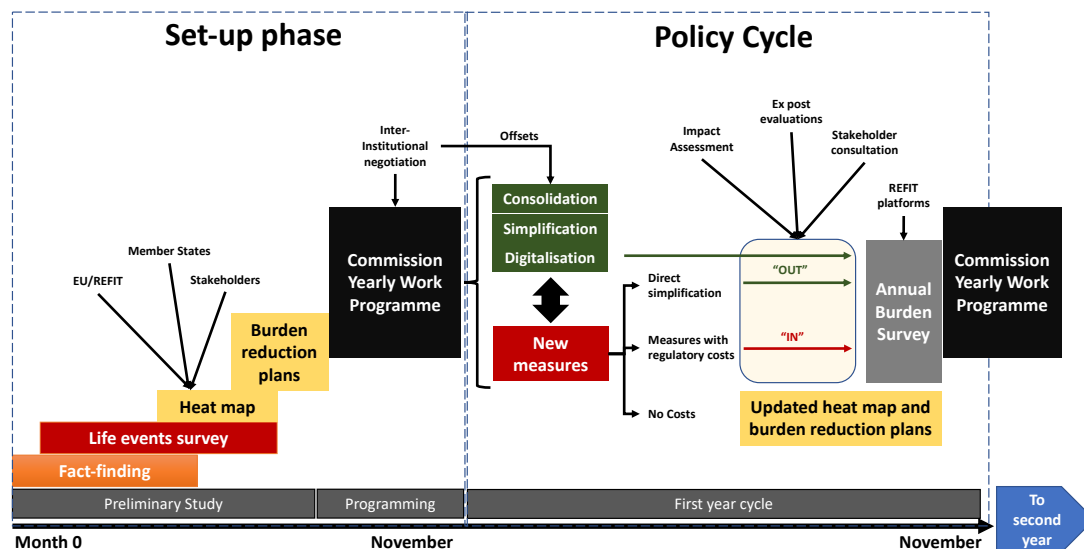 Set-up phase
Policy Cycle
Inter-
Institutional
negotiation
Offsets
Impact
Assessment
Ex post
evaluations
Stakeholder
consultation
REFIT
platforms
Member States
EU/REFIT
Stakeholders
Commission
Yearly Work
Programme
Consolidation
Simplification
Digitalisation
New
measures
Direct
simplification
Measures with
regulatory costs
No Costs
“OUT”
“IN”
Annual
Burden
Survey
Commission
Yearly Work
Programme
Burden
reduction
plans
Heat map
Life events survey
Fact-finding
Updated heat map and
burden reduction plans
Preliminary Study
Programming
First year cycle
Month 0
November
November
To
second
year